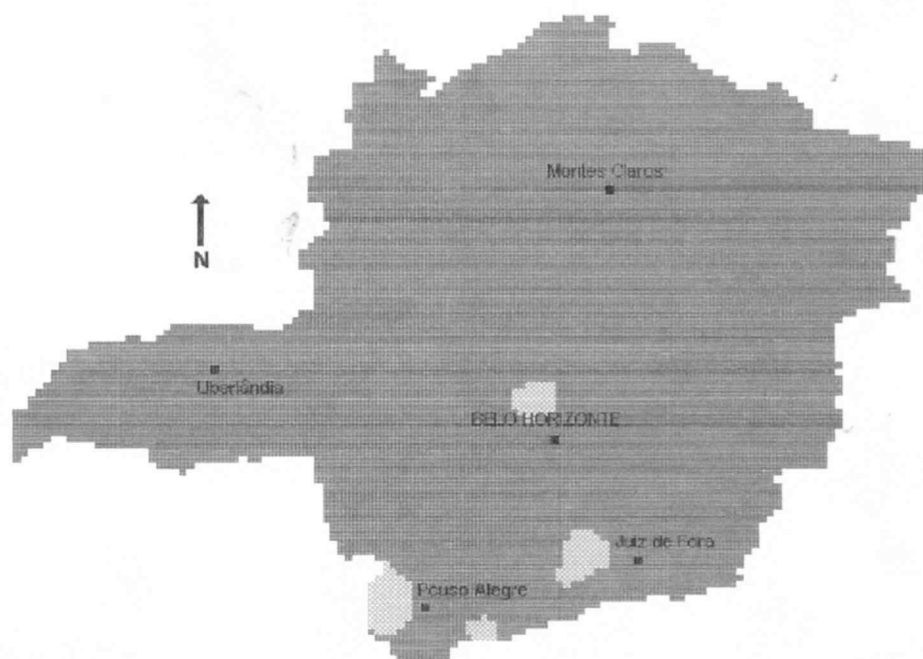 Montes Claros
N
Uberlândia
BELO HORIZONTE
Juiz de Fora
Pouso Alegre